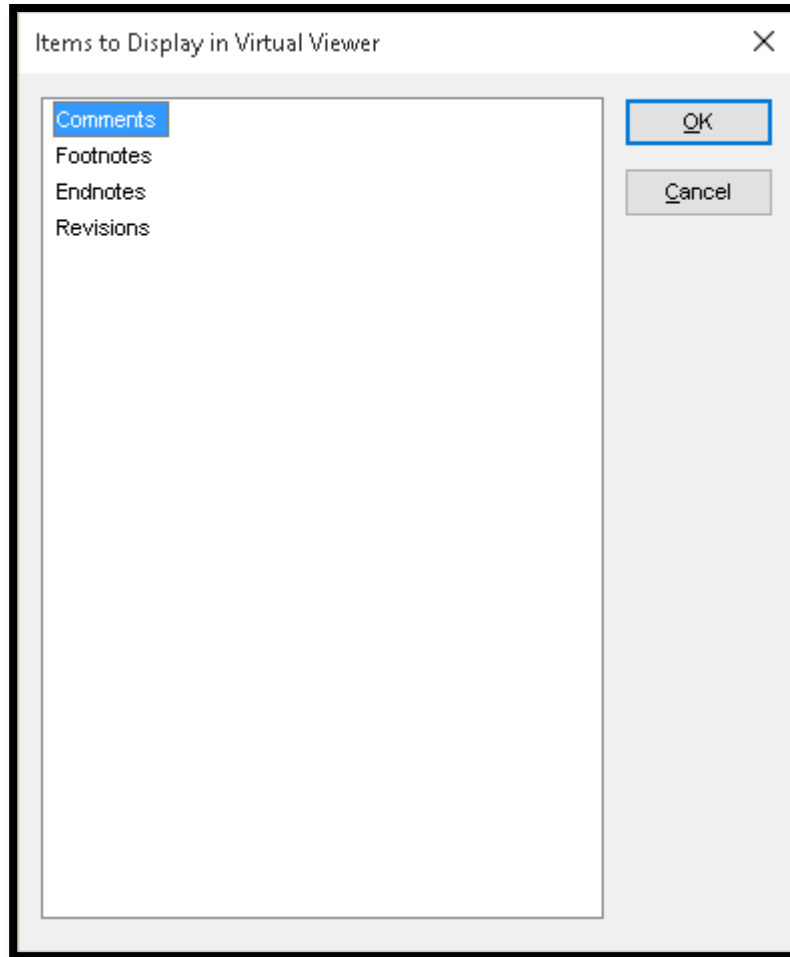 Items to Display in Virtual Viewer
Comments
Footnotes
Endnotes
Revisions
OK
Cancel